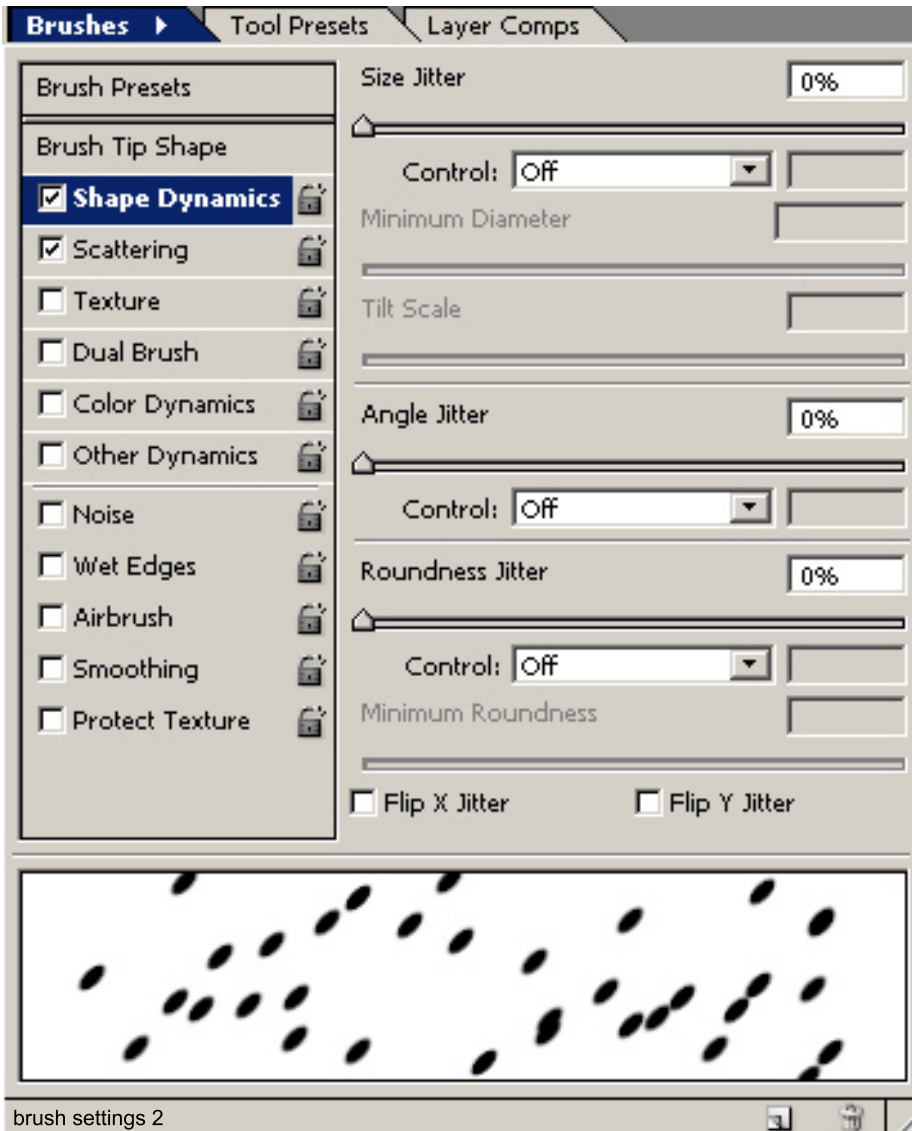 Brushes
Tool Presets
Layer Comps
Brush Presets
Brush Tip Shape
Shape Dynamics
Scattering
Texture
Dual Brush
Color Dynamics
Other Dynamics
Noise
Wet Edges
Airbrush
Smoothing
Protect Texture
Size Jitter 0%
Control: Off
Minimum Diameter
Tilt Scale
Angle Jitter 0%
Control: Off
Roundness Jitter 0%
Control: Off
Minimum Roundness
Flip X Jitter Flip Y Jitter
brush settings 2